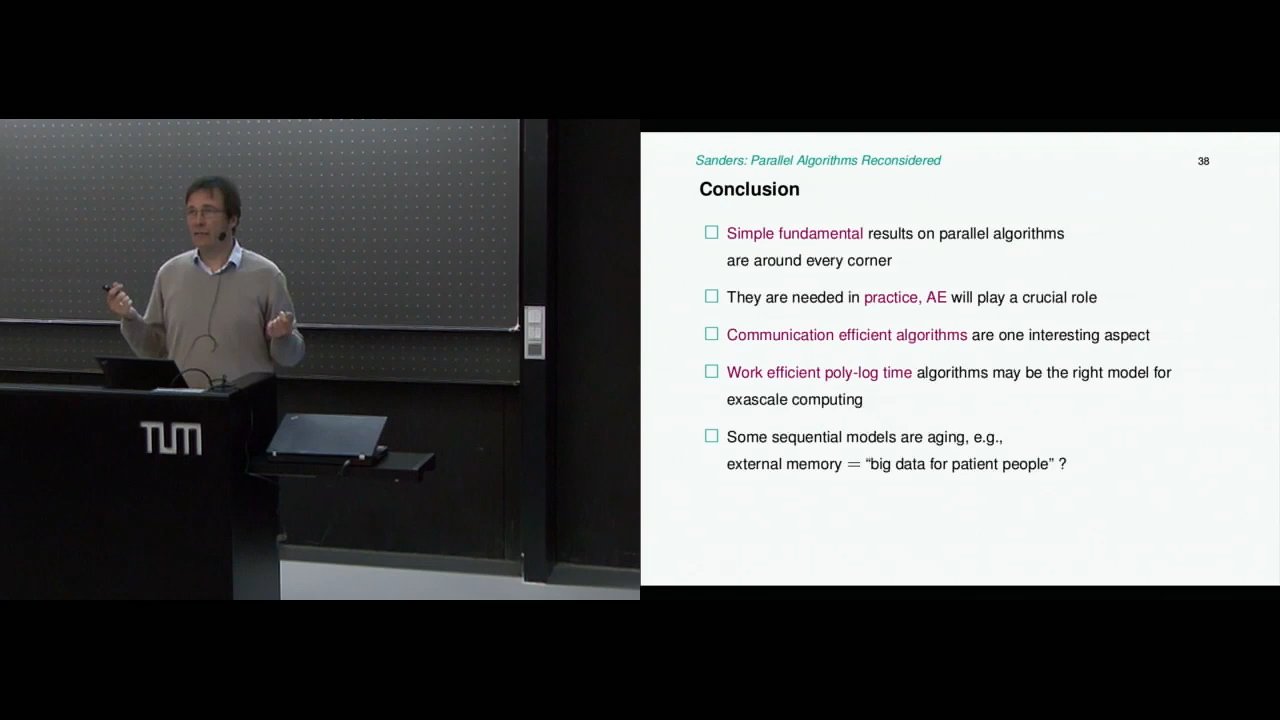 Sanders: Parallel Algorithms Reconsidered
38
Conclusion
Simple fundamental results on parallel algorithms
are around every corner
They are needed in practice, AE will play a crucial role
Communication efficient algorithms are one interesting aspect
Work efficient poly-log time algorithms may be the right model for
exascale computing
Some sequential models are aging, e.g.,
external memory = “big data for patient people” ?
TUM